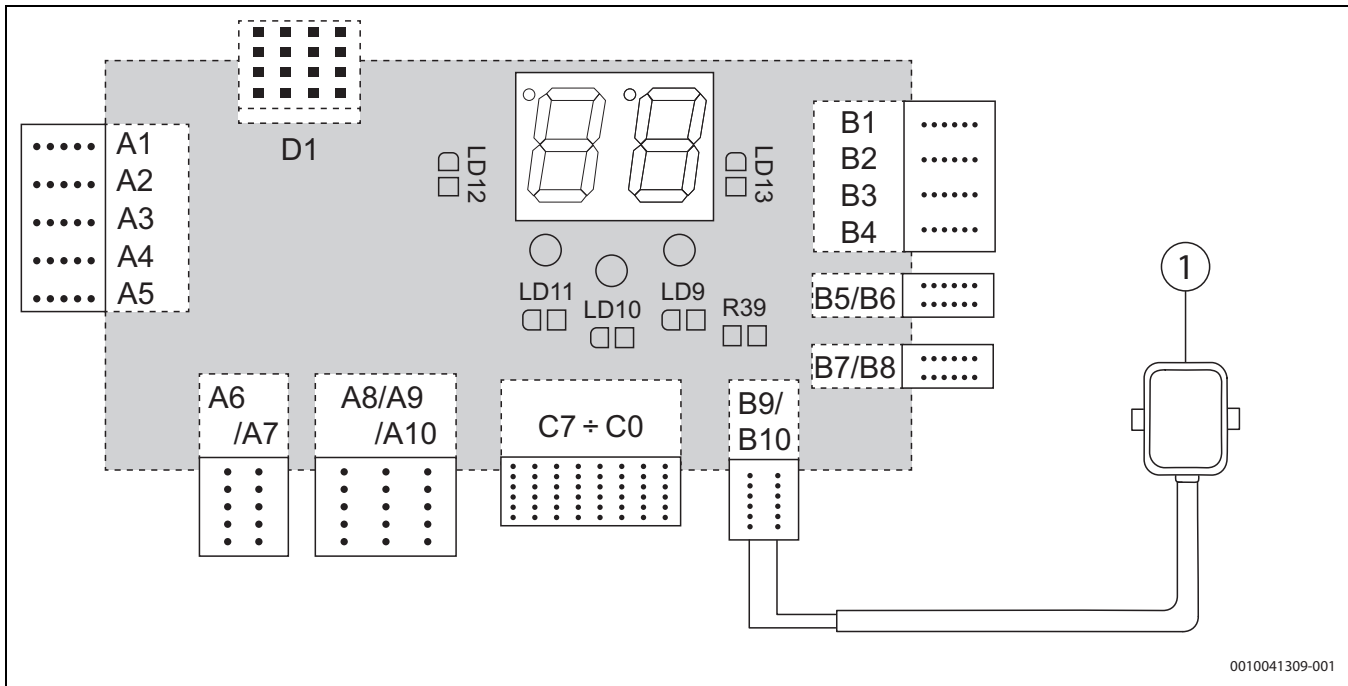 D1
A1
A2
A3
A4
A5
LD12
LD13
LD11
LD10
LD9
R39
B1
B2
B3
B4
B5/B6
B7/B8
1
A6
/A7
A8/A9
/A10
C7 ÷ C0
B9/
B10
0010041309-001